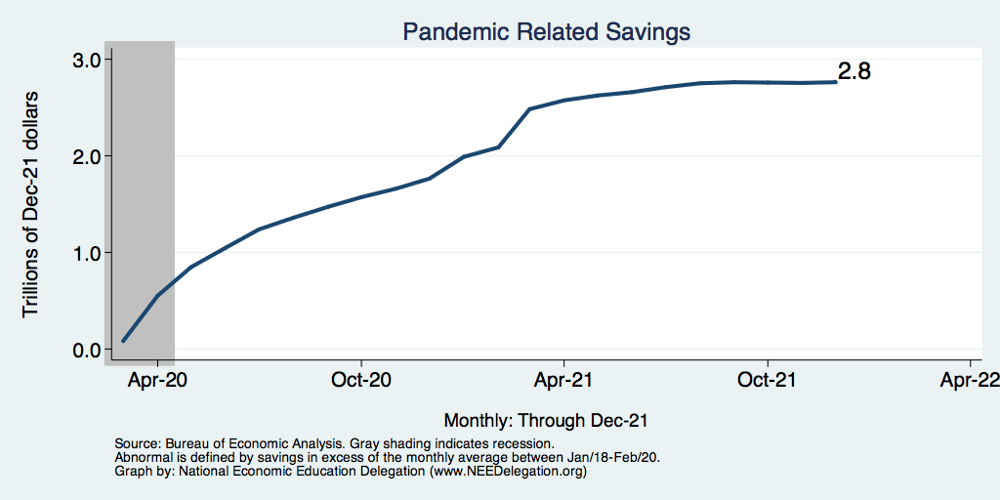 Pandemic Related Savings
Trillions of Dec-21 dollars
3.0
2.0
1.0
0.0
2.8
Apr-20
Oct-20
Apr-21
Oct-21
Apr-22
Monthly: Through Dec-21
Source: Bureau of Economic Analysis. Gray shading indicates recession.
Abnormal is defined by savings in excess of the monthly average between Jan/18-Feb/20.
Graph by: National Economic Education Delegation (www.NEEDelegation.org)